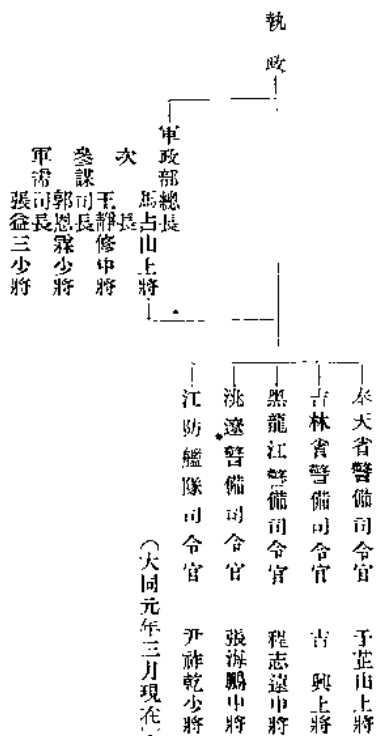 執政
軍政部總長
馬占山上將
次長
王靜修中將
參謀司長
郭恩霖少將
軍需司長
張益三少將
奉天省警備司令官 于芷山上將
吉林省警備司令官 吉興上將
黑龍江警備司令官 程志遠中將
洮遼警備司令官 張海鵬中將
江防艦隊司令官 尹祚乾少將
(大同元年三月現在